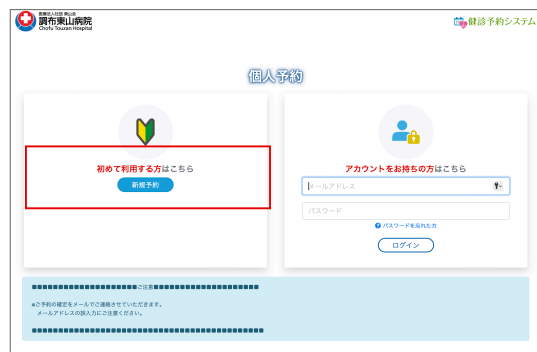 医療法人社団 東山会
調布東山病院
Chofu Touzan Hospital
健診予約システム
個人予約
初めて利用する方はこちら
新規予約
アカウントをお持ちの方はこちら
メールアドレス
パスワード
パスワードを忘れた方
ログイン
■■■■■■■■■■■■■■■■■■■■ご注意■■■■■■■■■■■■■■■■■■■■
●ご予約の確定をメールでご連絡させていただきます。
メールアドレスの誤入力にご注意ください。
■■■■■■■■■■■■■■■■■■■■■■■■■■■■■■■■■■■■■■■■■■■■